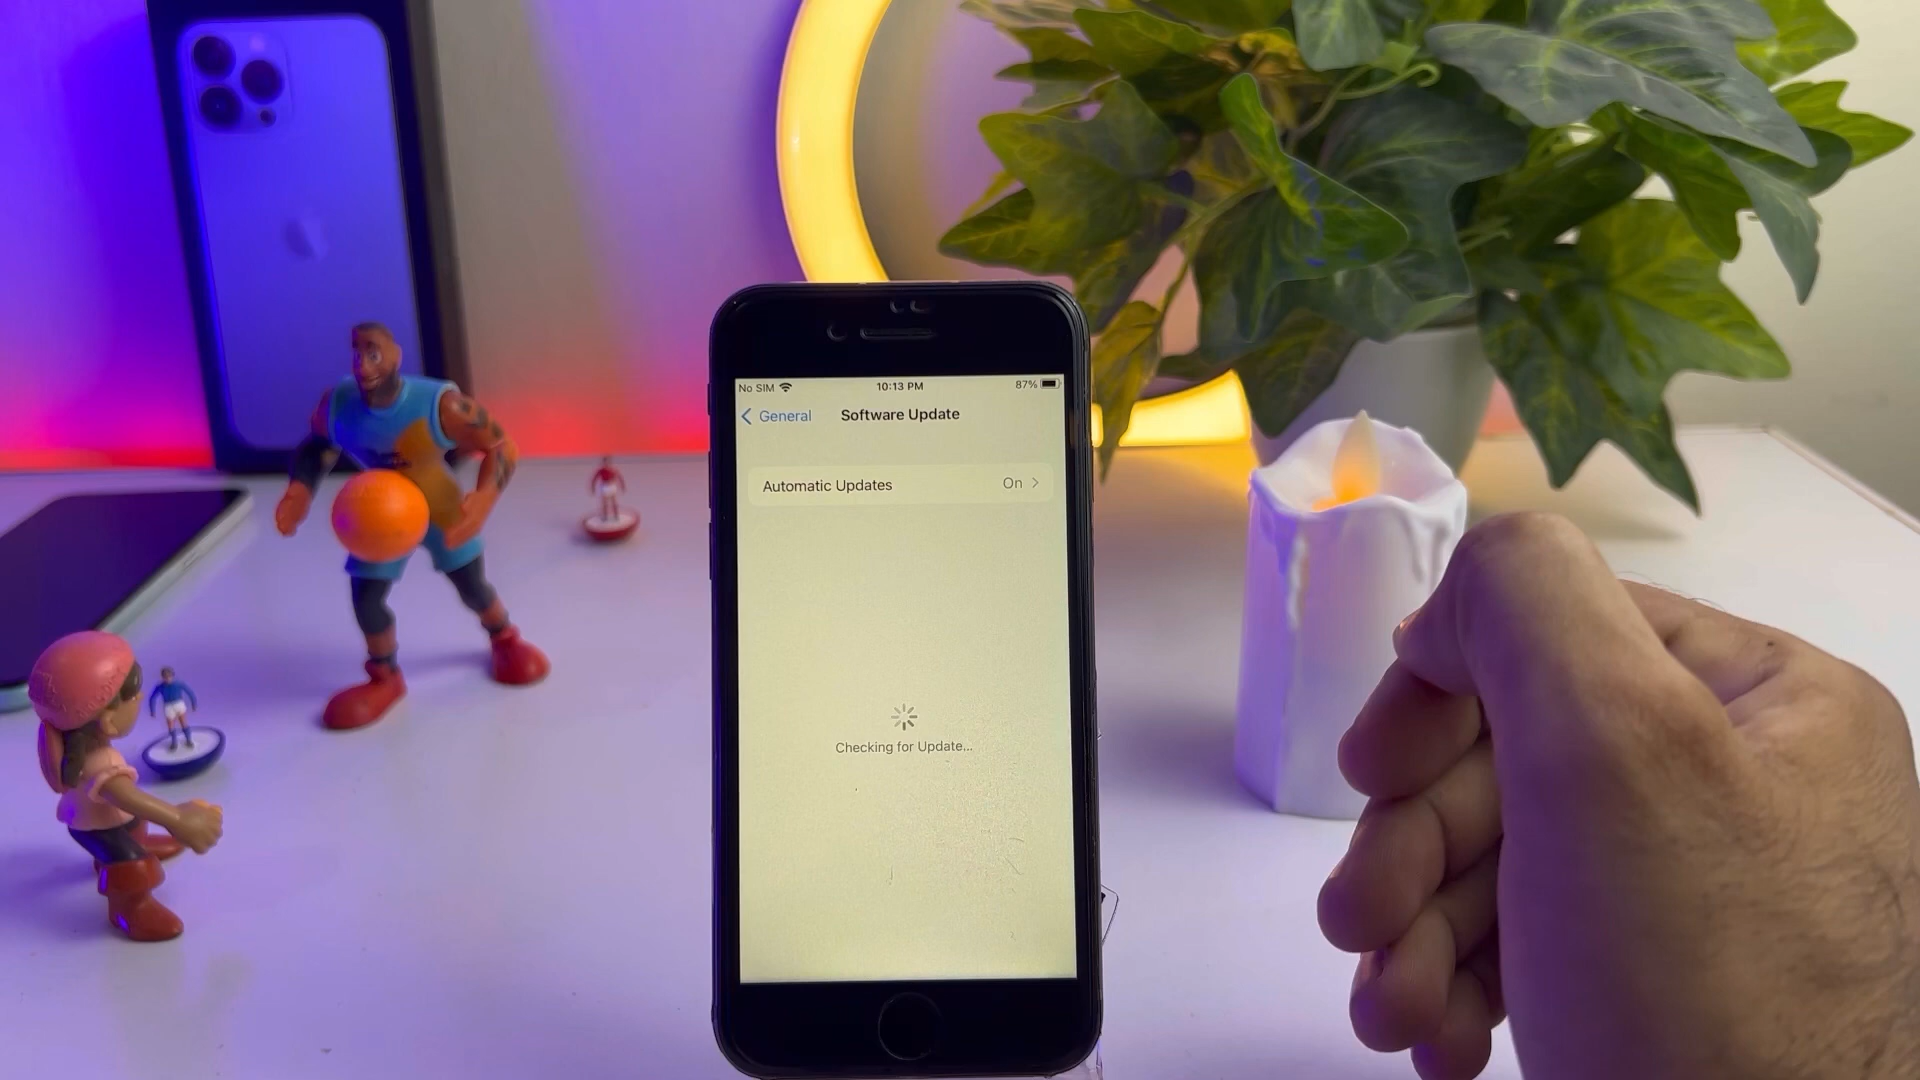 No SIM 10:13 PM 87%
General Software Update
Automatic Updates On
Checking for Update...